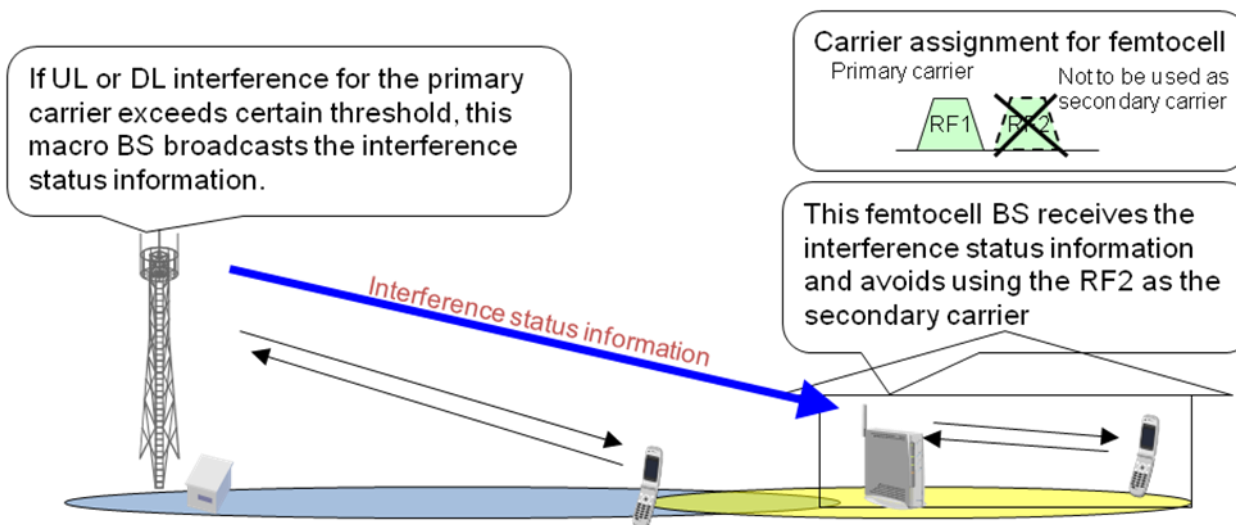 If UL or DL interference for the primary
carrier exceeds certain threshold, this
macro BS broadcasts the interference
status information.
Carrier assignment for femtocell
Primary carrier
Not to be used as
secondary carrier
RF1
RF2
This femtocell BS receives the
interference status information
and avoids using the RF2 as the
secondary carrier
Interference status information